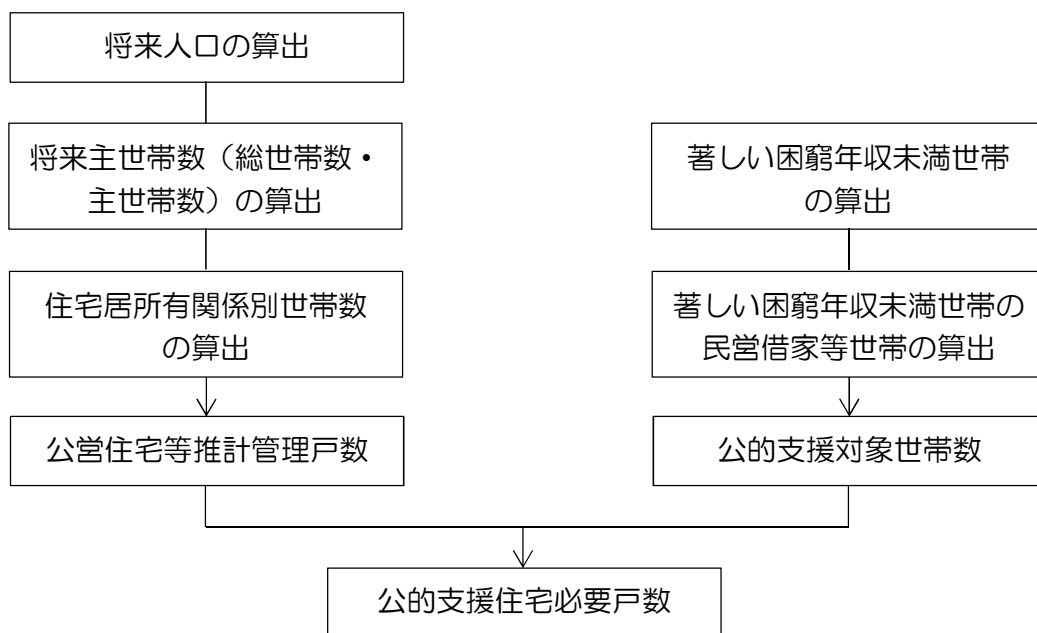 将来人口の算出
将来主世帯数（総世帯数・
主世帯数）の算出
住宅居所有関係別世帯数
の算出
公営住宅等推計管理戸数
著しい困窮年収未満世帯
の算出
著しい困窮年収未満世帯の
民営借家等世帯の算出
公的支援対象世帯数
公的支援住宅必要戸数